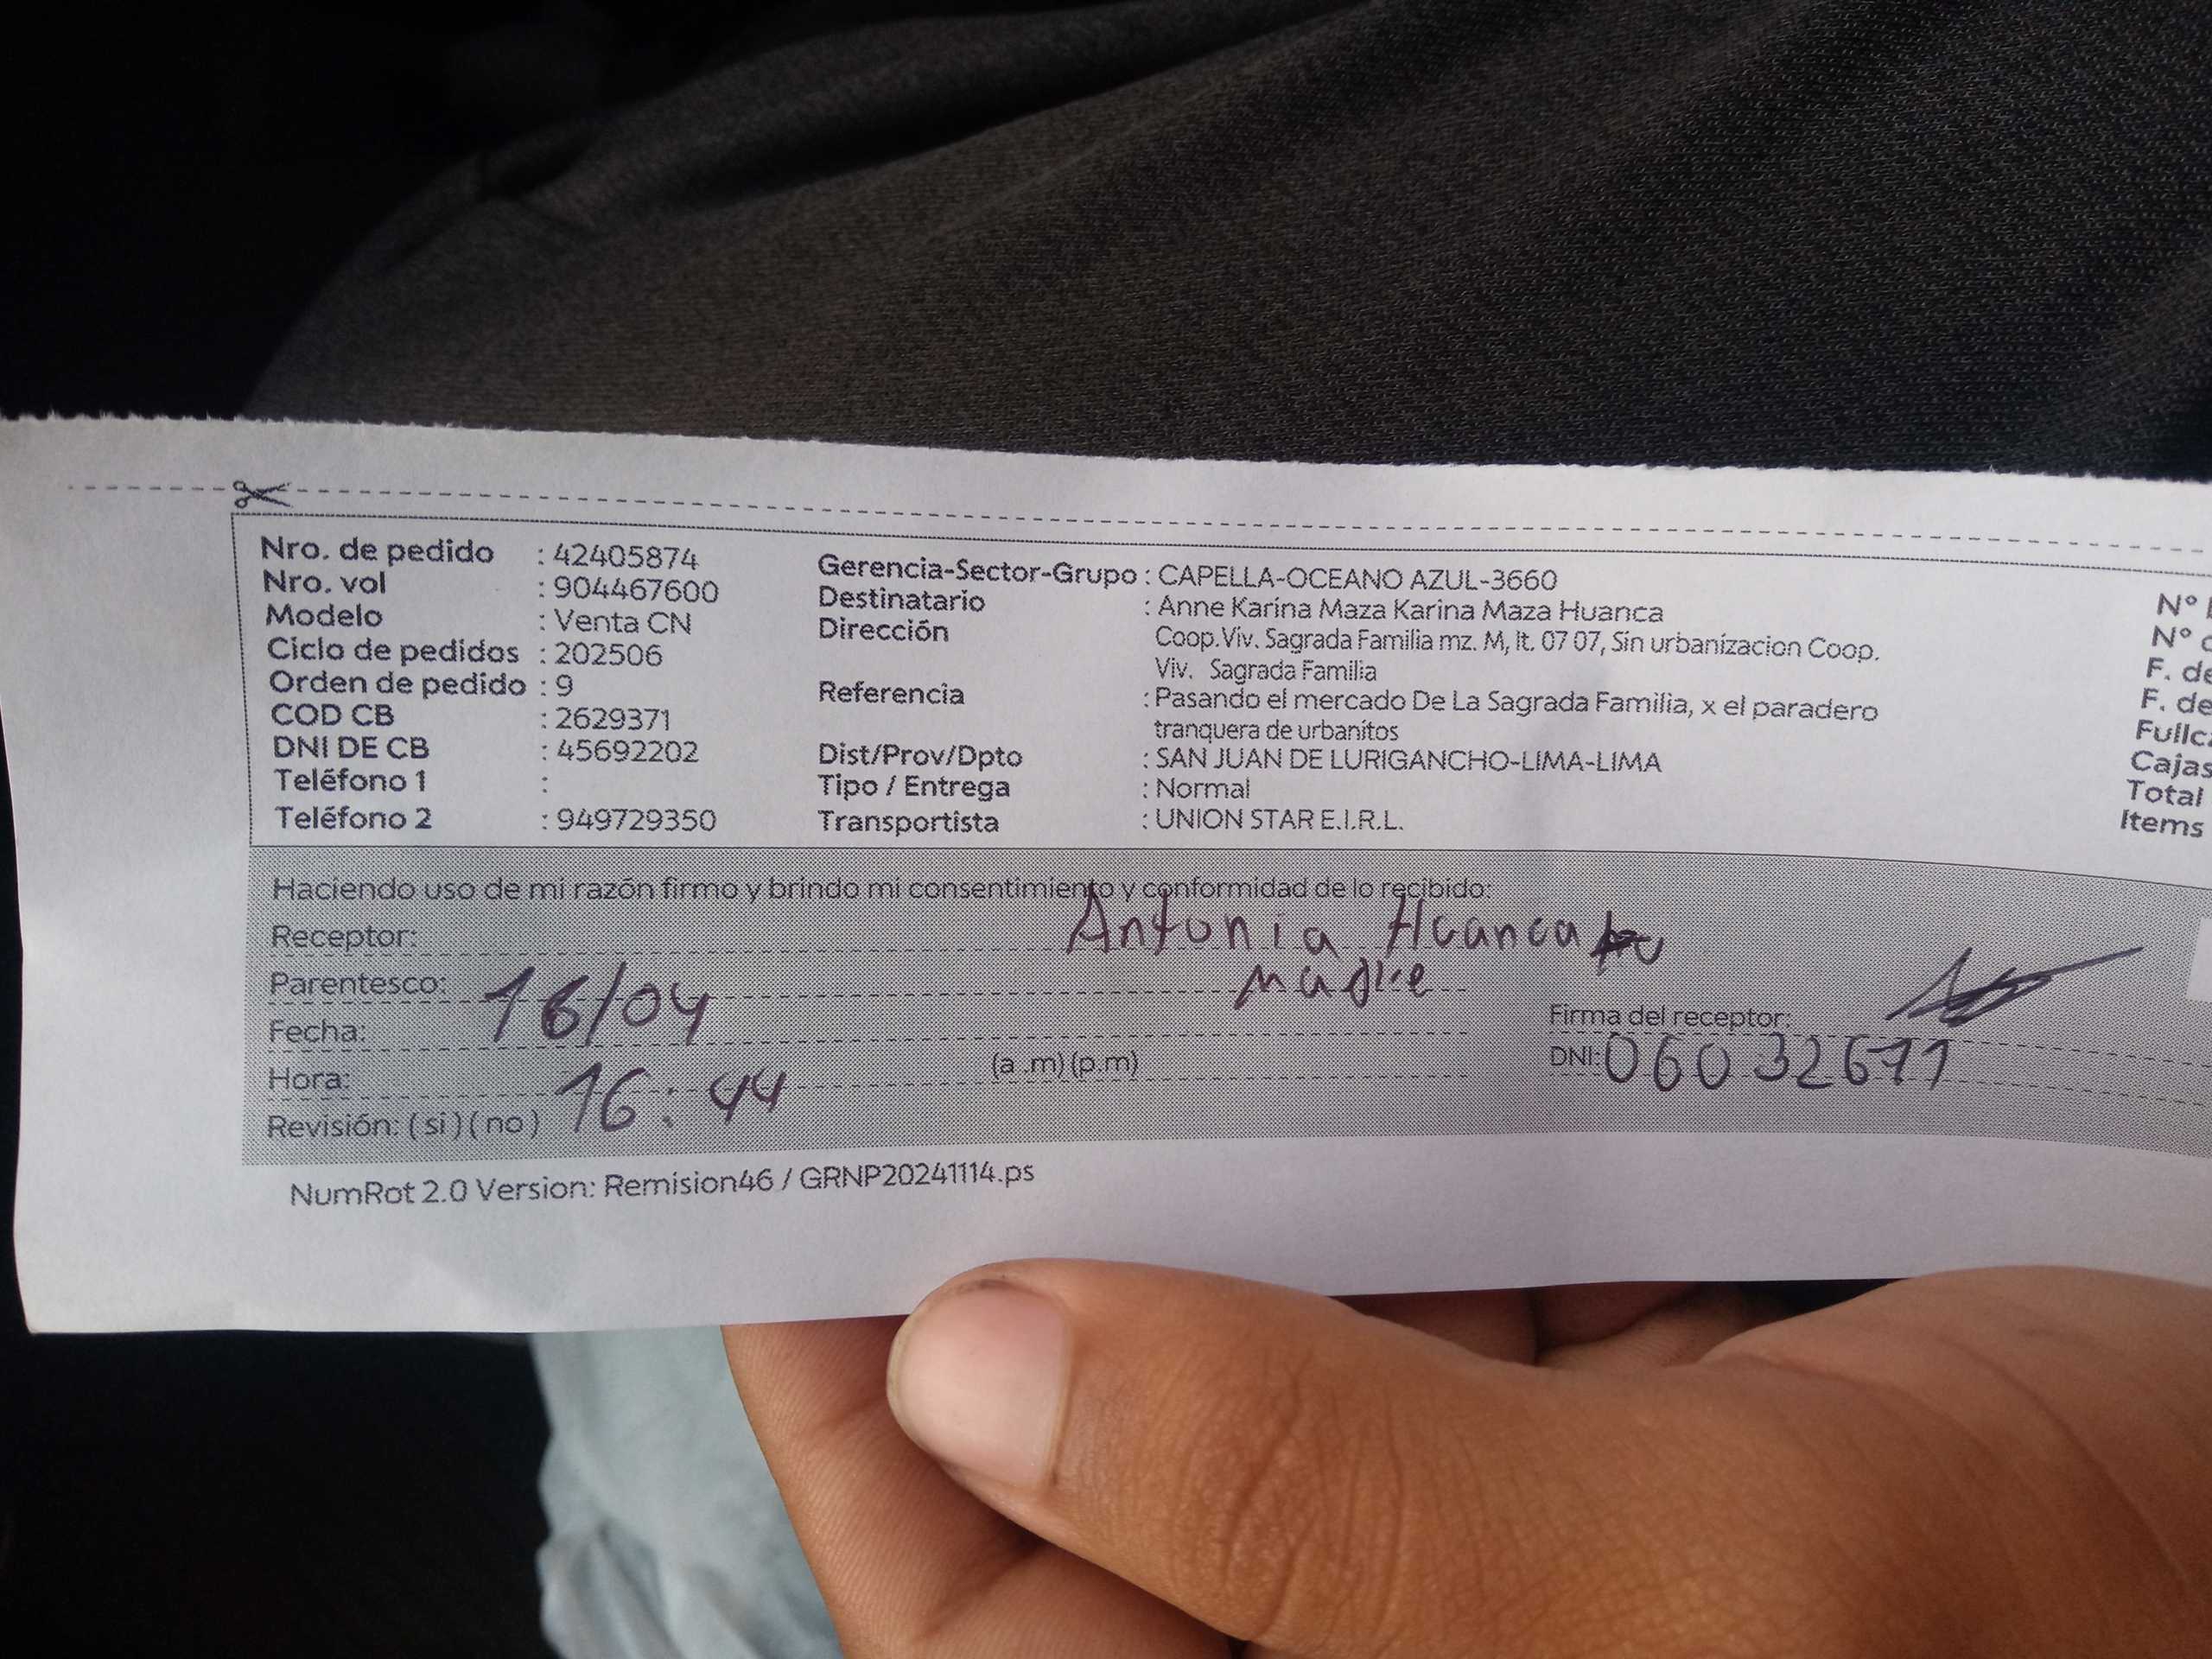 Nro. de pedido : 42405874
Nro. vol : 904467600
Modelo : Venta CN
Ciclo de pedidos : 202506
Orden de pedido : 9
COD CB : 2629371
DNI DE CB : 45692202
Teléfono 1 :
Teléfono 2 : 949729350
Gerencia-Sector-Grupo : CAPELLA-OCEANO AZUL-3660
Destinatario : Anne Karina Maza Karina Maza Huanca
Dirección Coop.Viv. Sagrada Familia mz. M, lt. 07 07, Sin urbanizacion Coop.
Viv. Sagrada Familia
Referencia : Pasando el mercado De La Sagrada Familia, x el paradero
tranquera de urbanitos
Dist/Prov/Dpto : SAN JUAN DE LURIGANCHO-LIMA-LIMA
Tipo / Entrega : Normal
Transportista : UNION STAR E.I.R.L.
N°
N°
F. de
F. de
Cajas
Total
Items
Haciendo uso de mi razón firmo y brindo mi consentimiento y conformidad de lo recibido:
Receptor: Antonia Huanca
Parentesco: madre
Fecha: 16/04
Hora: 16:44 (a .m) (p.m)
Revisión: ( si ) ( no )
Firma del receptor:
DNI: 06032671
NumRot 2.0 Version: Remision46 / GRNP20241114.ps